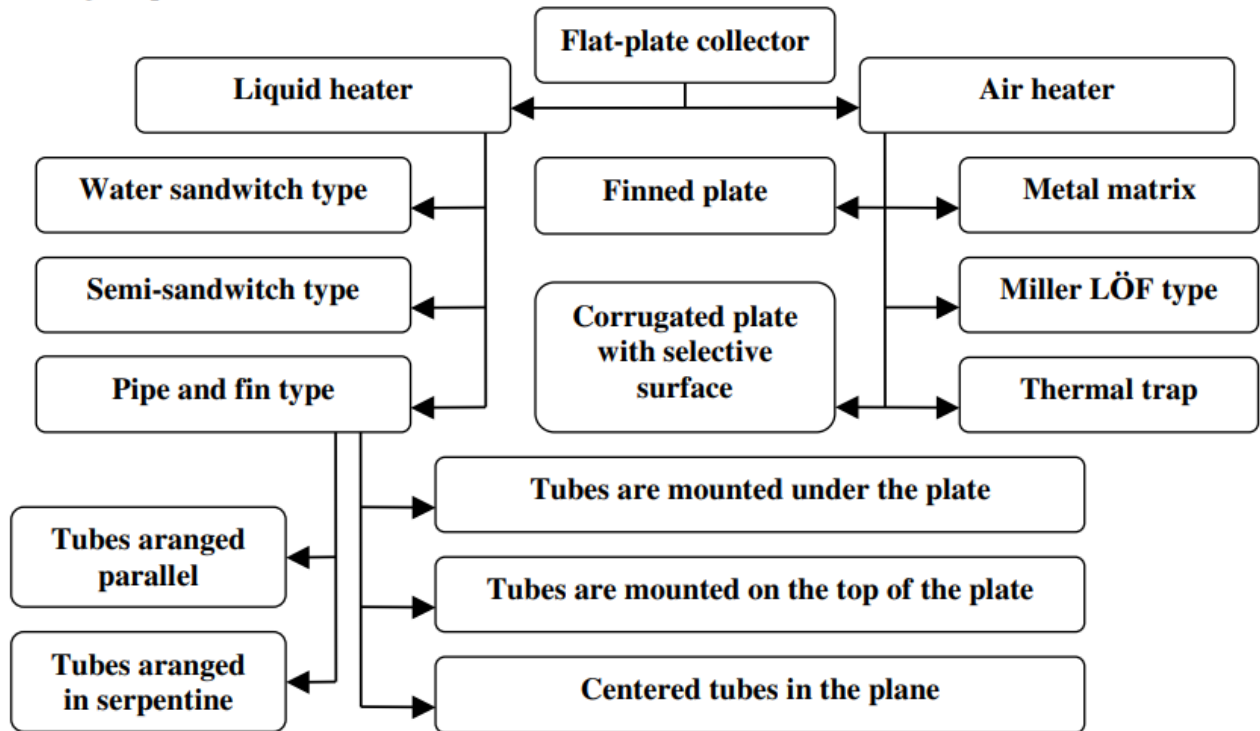 Flat-plate collector
Liquid heater
Air heater
Water sandwitch type
Finned plate
Metal matrix
Semi-sandwitch type
Corrugated plate
with selective
surface
Miller LÖF type
Pipe and fin type
Thermal trap
Tubes are mounted under the plate
Tubes aranged
parallel
Tubes are mounted on the top of the plate
Tubes aranged
in serpentine
Centered tubes in the plane